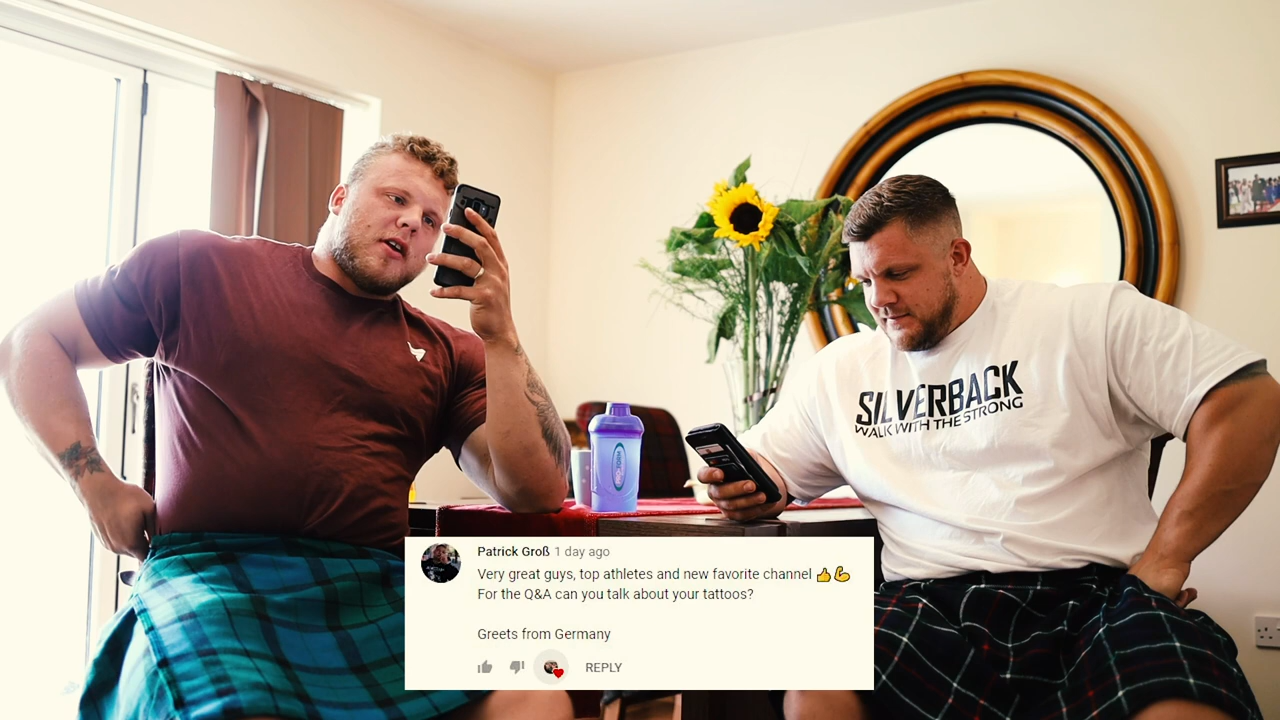 SILVERBACK
WALK WITH THE STRONG
Patrick Groß 1 day ago
Very great guys, top athletes and new favorite channel 👍💪
For the Q&A can you talk about your tattoos?
Greets from Germany
REPLY